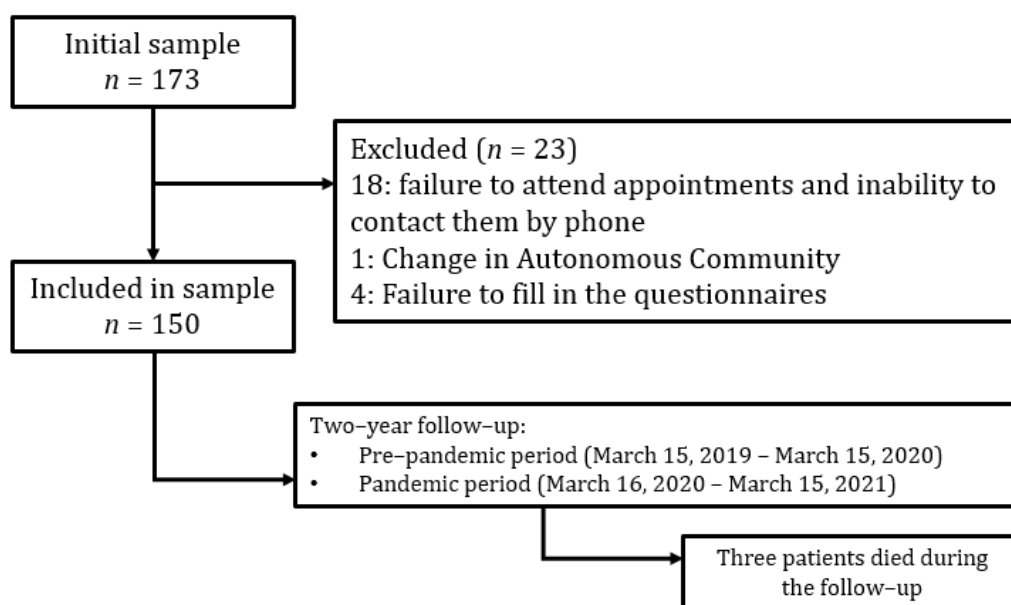 Initial sample
n = 173
Excluded (n = 23)
18: failure to attend appointments and inability to
contact them by phone
1: Change in Autonomous Community
4: Failure to fill in the questionnaires
Included in sample
n = 150
Two–year follow–up:
• Pre–pandemic period (March 15, 2019 – March 15, 2020)
• Pandemic period (March 16, 2020 – March 15, 2021)
Three patients died during
the follow–up